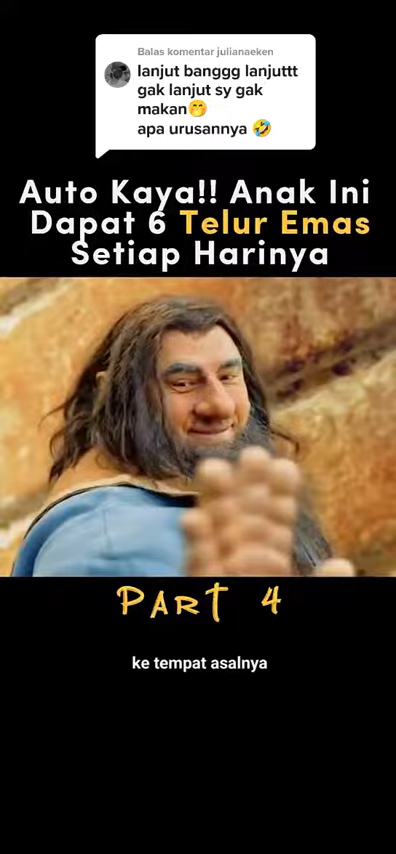 Balas komentar julianaeken
lanjut banggg lanjuttt
gak lanjut sy gak
makan🤭
apa urusannya 🤣
Auto Kaya!! Anak Ini
Dapat 6 Telur Emas
Setiap Harinya
PART 4
ke tempat asalnya